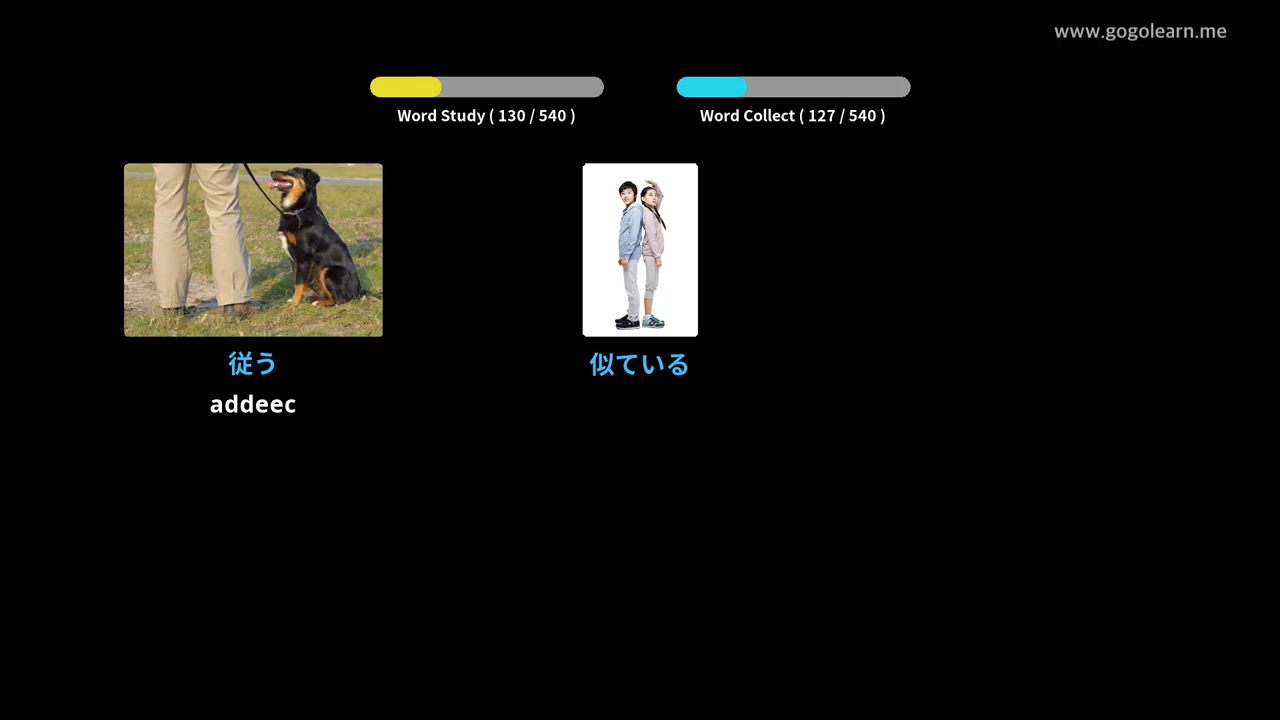 www.gogolearn.me
Word Study ( 130 / 540 )
Word Collect ( 127 / 540 )
従う
addeec
似ている